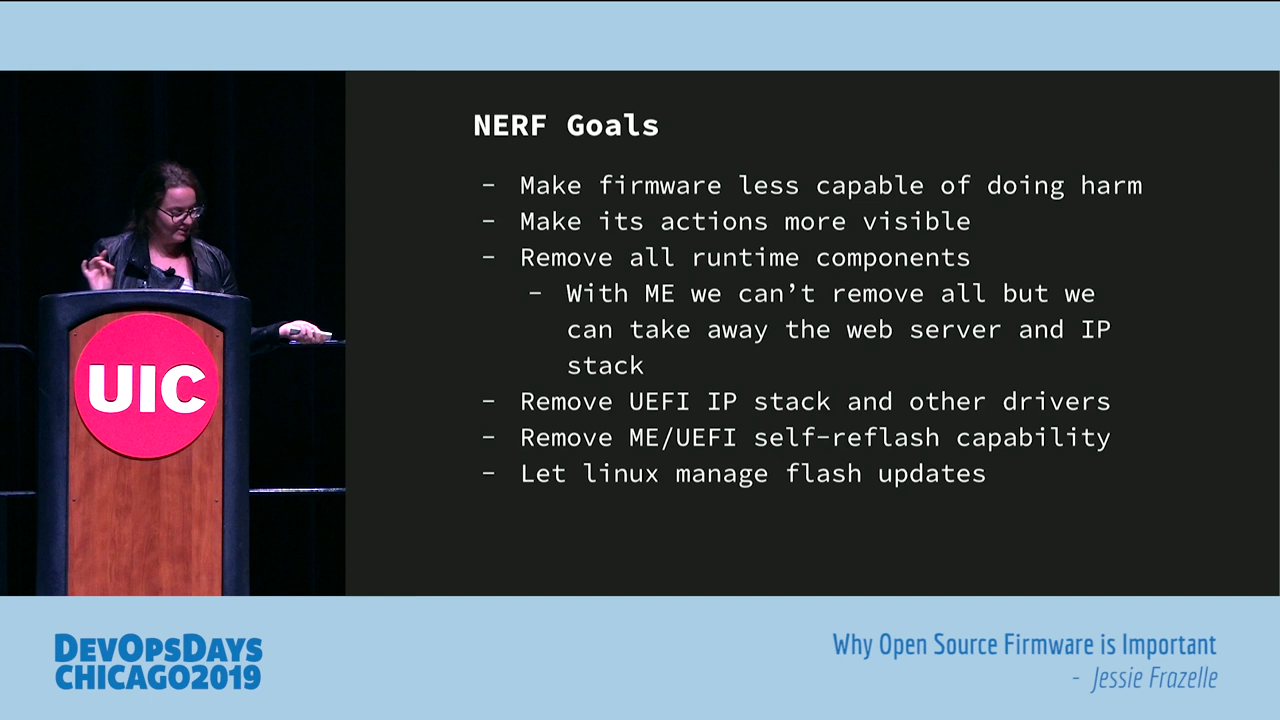 NERF Goals
- Make firmware less capable of doing harm
- Make its actions more visible
- Remove all runtime components
- With ME we can’t remove all but we
can take away the web server and IP
stack
- Remove UEFI IP stack and other drivers
- Remove ME/UEFI self-reflash capability
- Let linux manage flash updates
UIC
DevOpsDays
CHICAGO2019
Why Open Source Firmware is Important
- Jessie Frazelle